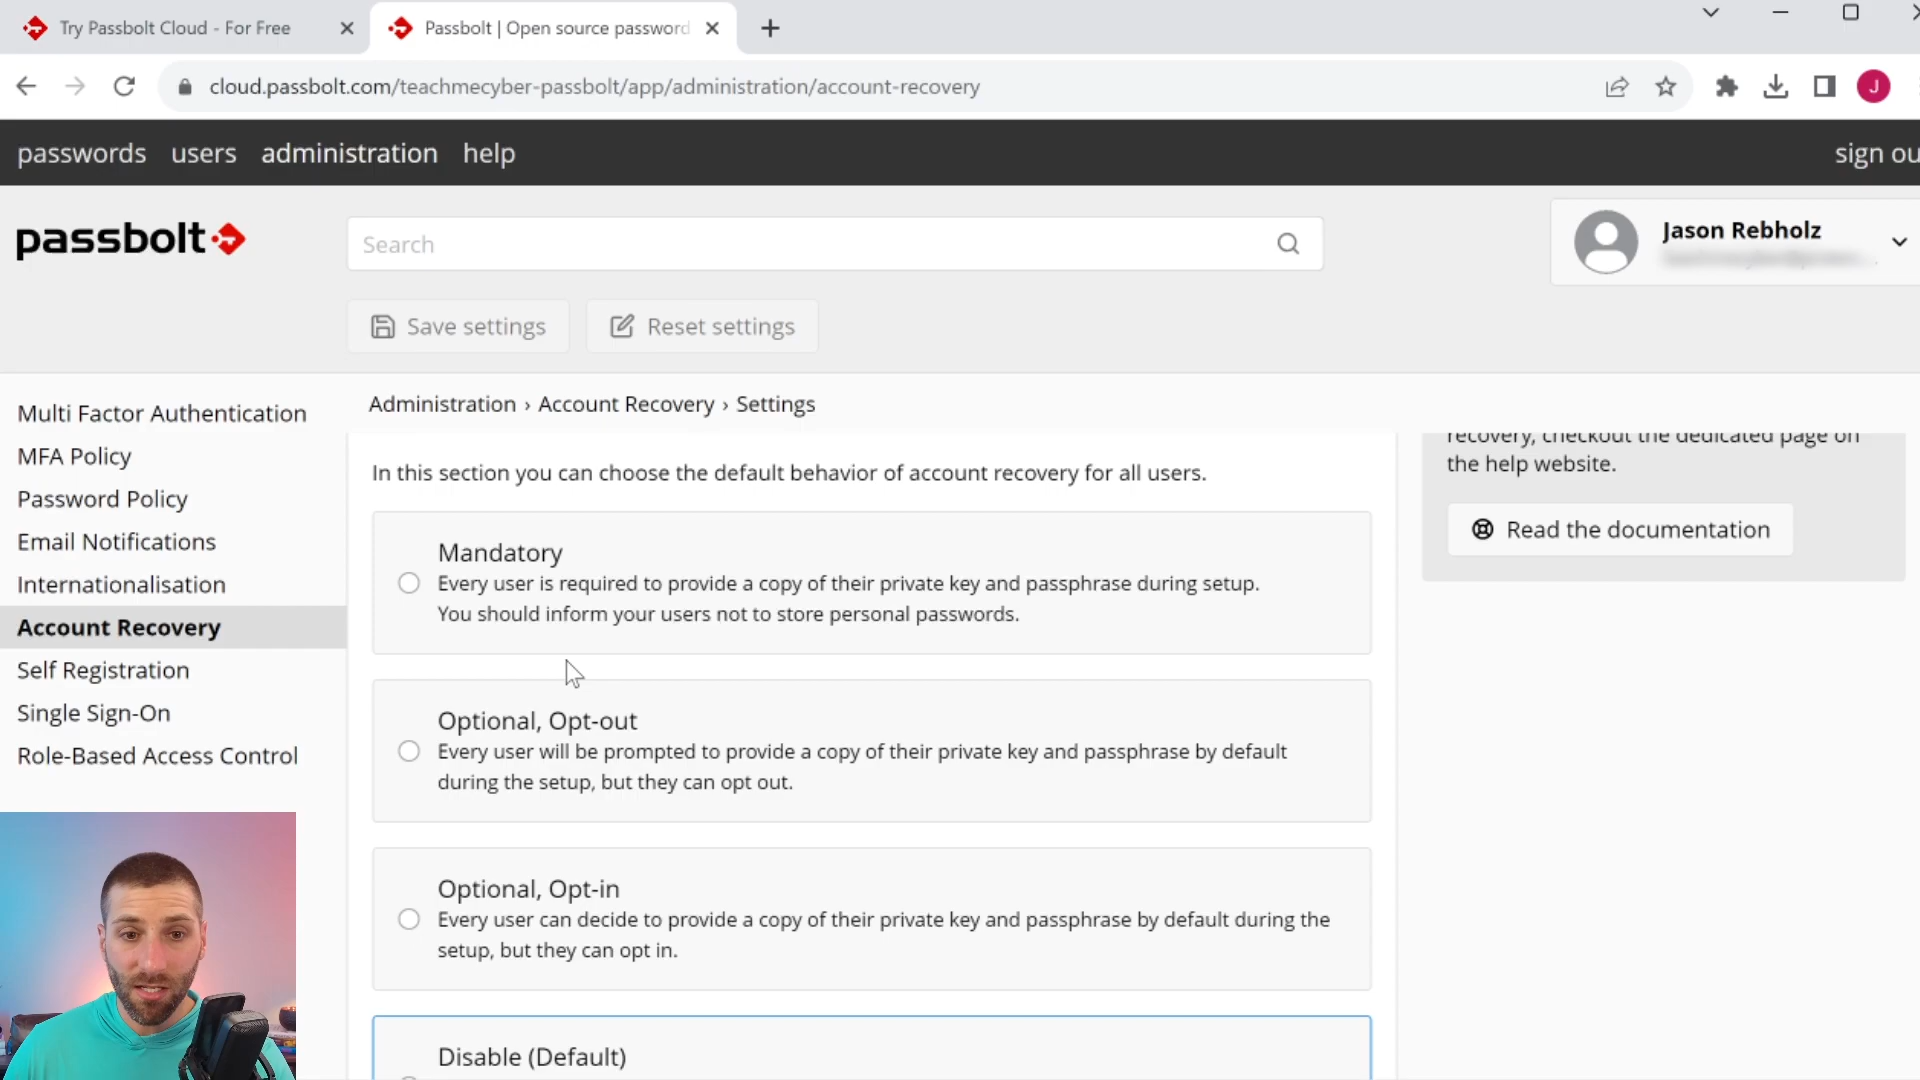 Try Passbolt Cloud - For Free
Passbolt | Open source password
cloud.passbolt.com/teachmecyber-passbolt/app/administration/account-recovery
J
passwords users administration help
sign ou
passbolt
Search
Jason Rebholz
Save settings
Reset settings
Multi Factor Authentication
MFA Policy
Password Policy
Email Notifications
Internationalisation
Account Recovery
Self Registration
Single Sign-On
Role-Based Access Control
Administration › Account Recovery › Settings
In this section you can choose the default behavior of account recovery for all users.
Mandatory
Every user is required to provide a copy of their private key and passphrase during setup.
You should inform your users not to store personal passwords.
Optional, Opt-out
Every user will be prompted to provide a copy of their private key and passphrase by default
during the setup, but they can opt out.
Optional, Opt-in
Every user can decide to provide a copy of their private key and passphrase by default during the
setup, but they can opt in.
Disable (Default)
recovery, checkout the dedicated page on
the help website.
Read the documentation